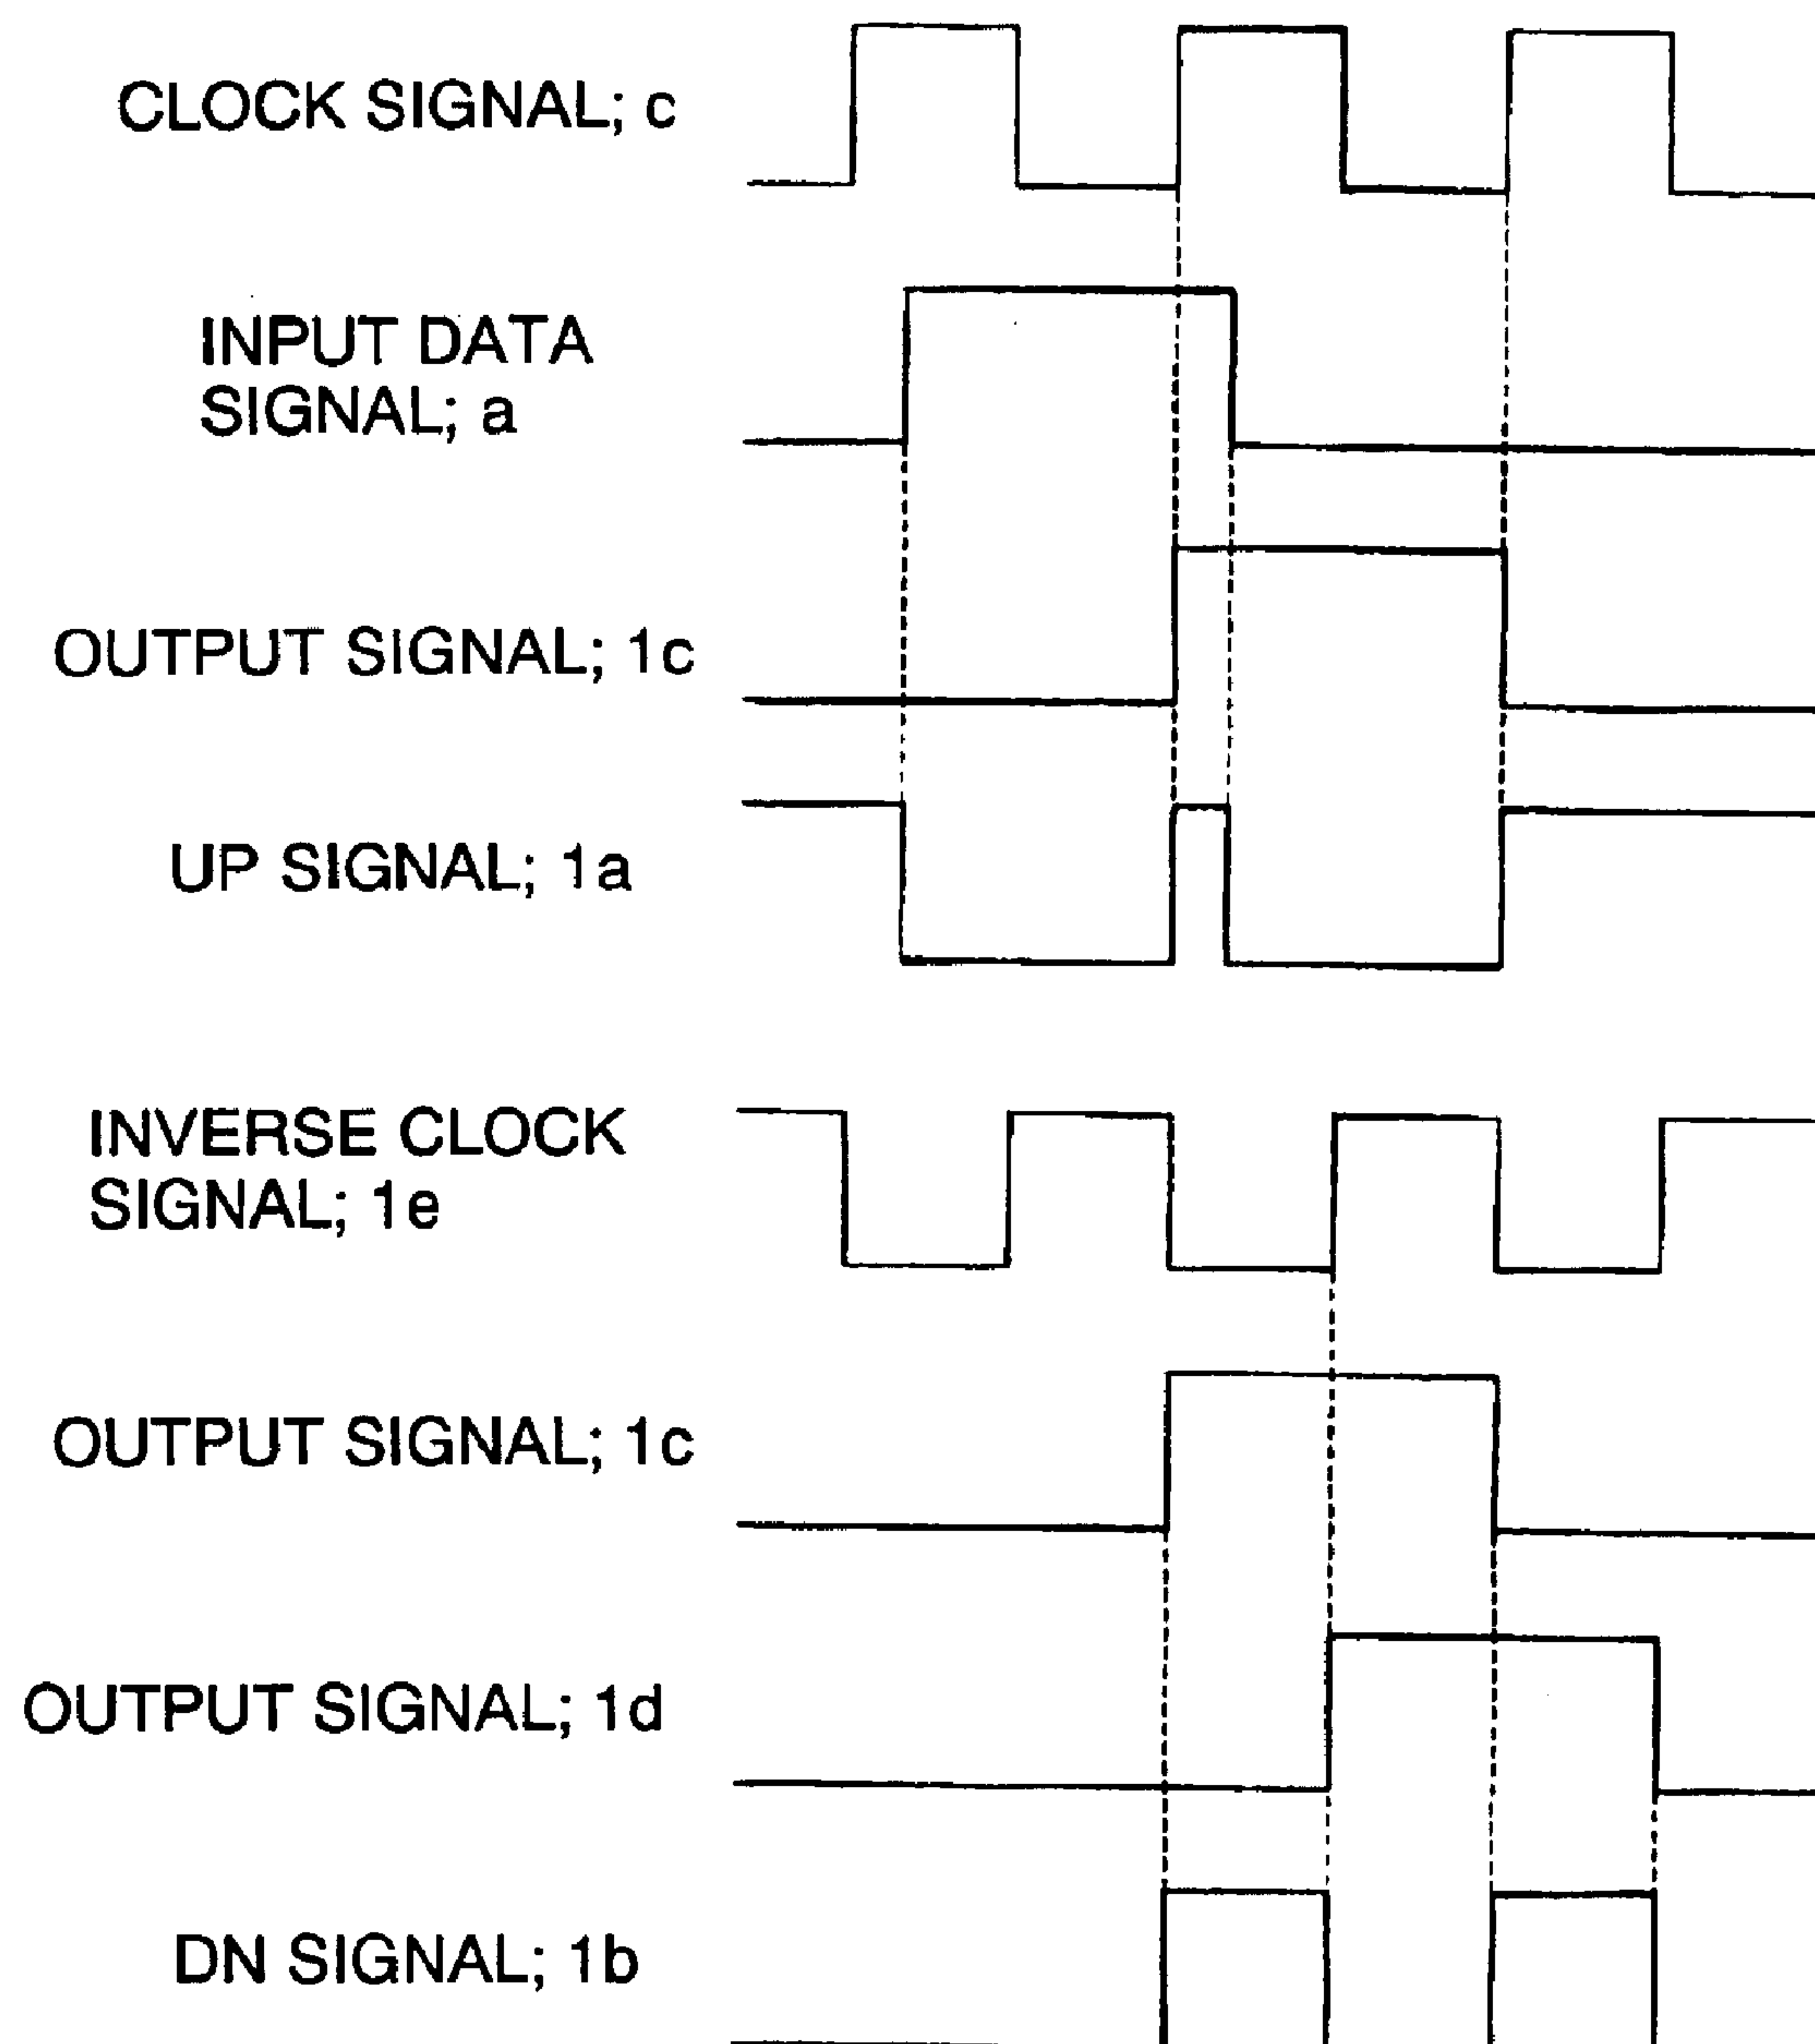 CLOCK SIGNAL; c
INPUT DATA
SIGNAL; a
OUTPUT SIGNAL; 1c
UP SIGNAL; 1a
INVERSE CLOCK
SIGNAL; 1e
OUTPUT SIGNAL; 1c
OUTPUT SIGNAL; 1d
DN SIGNAL; 1b